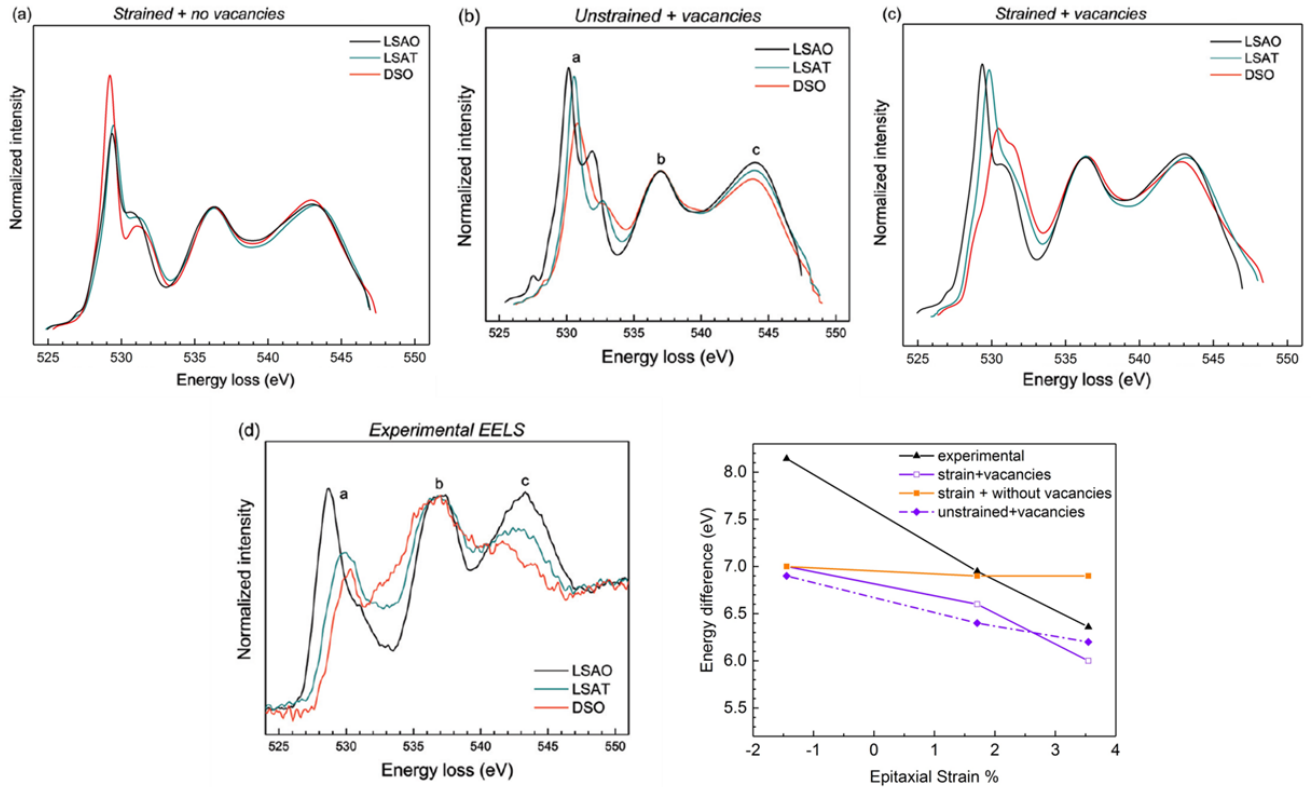 (a)
Strained + no vacancies
LSAO
LSAT
DSO
Normalized intensity
525 530 535 540 545 550
Energy loss (eV)
(b)
Unstrained + vacancies
a
b
c
LSAO
LSAT
DSO
Normalized intensity
525 530 535 540 545 550
Energy loss (eV)
(c)
Strained + vacancies
LSAO
LSAT
DSO
Normalized intensity
525 530 535 540 545 550
Energy loss (eV)
(d)
Experimental EELS
a
b
c
LSAO
LSAT
DSO
Normalized intensity
525 530 535 540 545 550
Energy loss (eV)
experimental
strain+vacancies
strain + without vacancies
unstrained+vacancies
Energy difference (eV)
8.0
7.5
7.0
6.5
6.0
5.5
-2 -1 0 1 2 3 4
Epitaxial Strain %